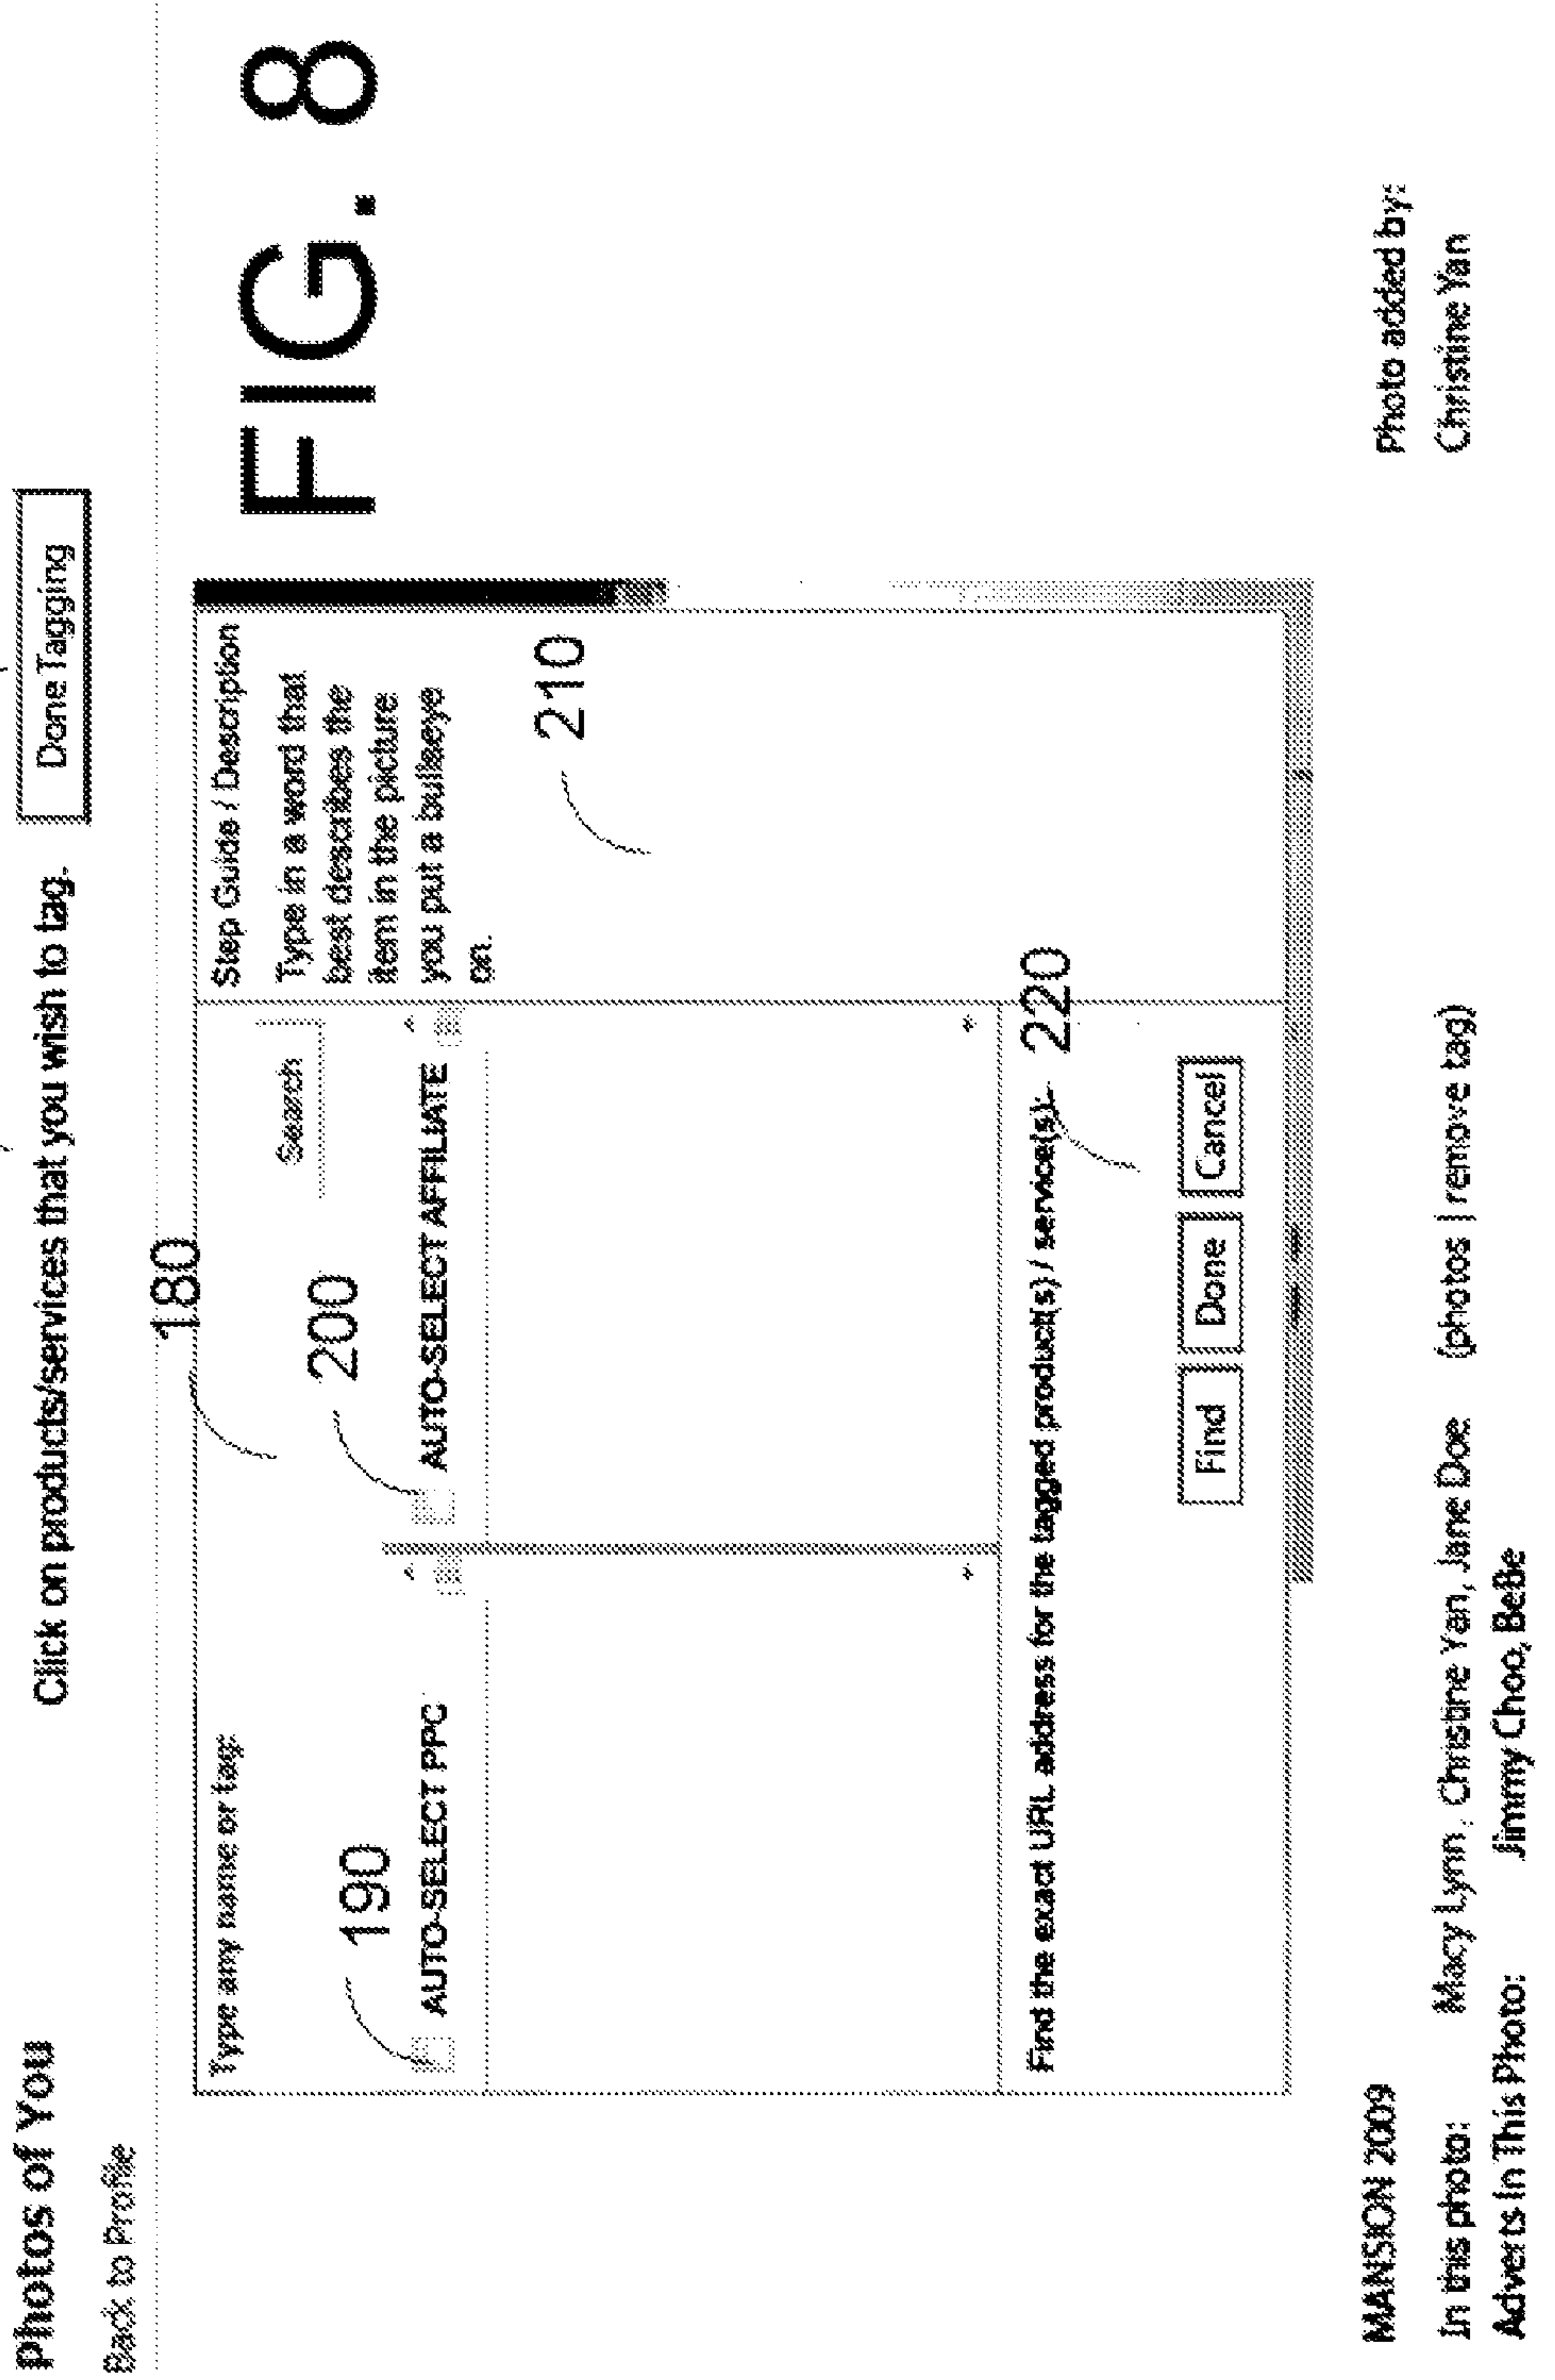 Photos of You
Back to Profile
Click on products/services that you wish to tag.
Done Tagging
FIG. 8
180
Type any name or tag:
Search
190
AUTO-SELECT PPC
200
AUTO-SELECT AFFILIATE
Step Guide / Description
Type in a word that
best describes the
item in the picture
you put a bullseye
on.
210
Find the exact URL address for the tagged product(s) / service(s).
220
Find
Done
Cancel
MANSION 2009
In this photo: Macy Lynn, Christine Yan, Jane Doe (photos | remove tag)
Adverts In This Photo: Jimmy Choo, BeBe
Photo added by:
Christine Yan